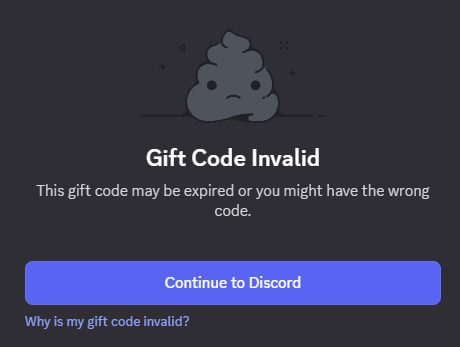 Gift Code Invalid
This gift code may be expired or you might have the wrong
code.
Continue to Discord
Why is my gift code invalid?